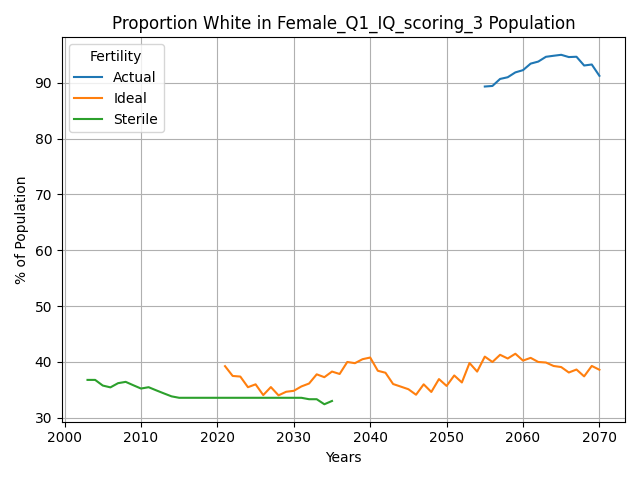 Proportion White in Female_Q1_IQ_scoring_3 Population
Fertility
Actual
Ideal
Sterile
% of Population
90
80
70
60
50
40
30
2000 2010 2020 2030 2040 2050 2060 2070
Years